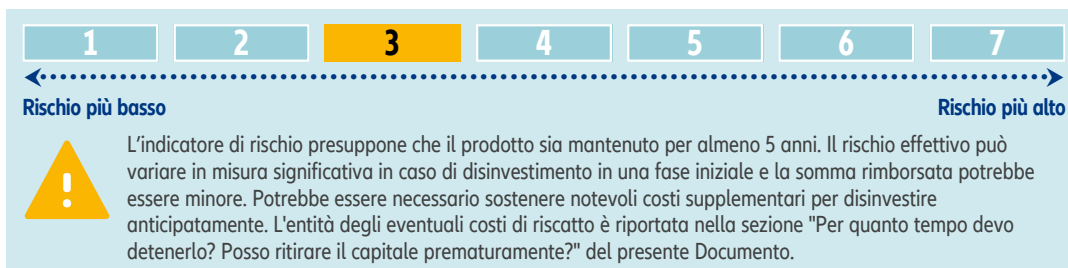 1 2 3 4 5 6 7
Rischio più basso Rischio più alto
L'indicatore di rischio presuppone che il prodotto sia mantenuto per almeno 5 anni. Il rischio effettivo può
variare in misura significativa in caso di disinvestimento in una fase iniziale e la somma rimborsata potrebbe
essere minore. Potrebbe essere necessario sostenere notevoli costi supplementari per disinvestire
anticipatamente. L'entità degli eventuali costi di riscatto è riportata nella sezione "Per quanto tempo devo
detenerlo? Posso ritirare il capitale prematuramente?" del presente Documento.